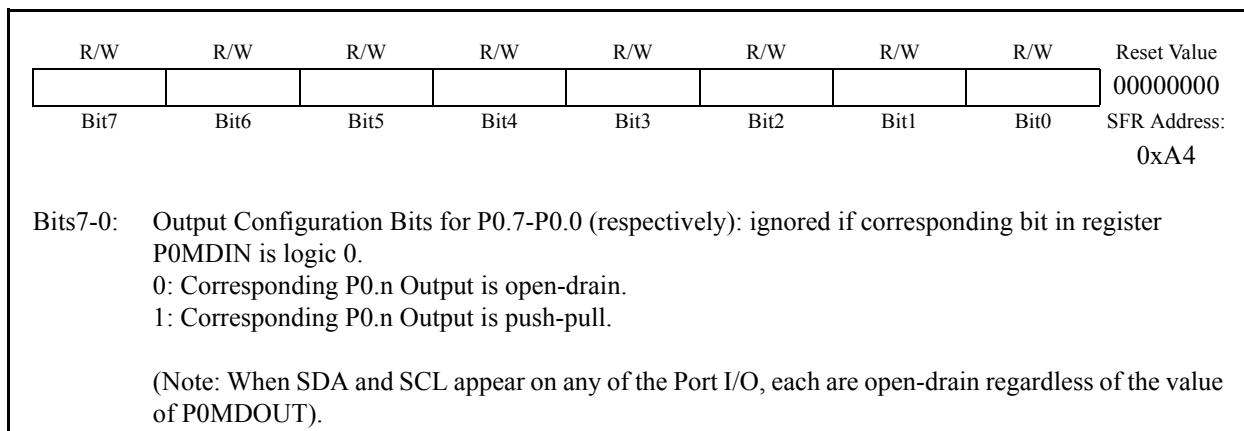 R/W R/W R/W R/W R/W R/W R/W R/W Reset Value
00000000
Bit7 Bit6 Bit5 Bit4 Bit3 Bit2 Bit1 Bit0 SFR Address:
0xA4
Bits7-0: Output Configuration Bits for P0.7-P0.0 (respectively): ignored if corresponding bit in register
P0MDIN is logic 0.
0: Corresponding P0.n Output is open-drain.
1: Corresponding P0.n Output is push-pull.
(Note: When SDA and SCL appear on any of the Port I/O, each are open-drain regardless of the value
of P0MDOUT).